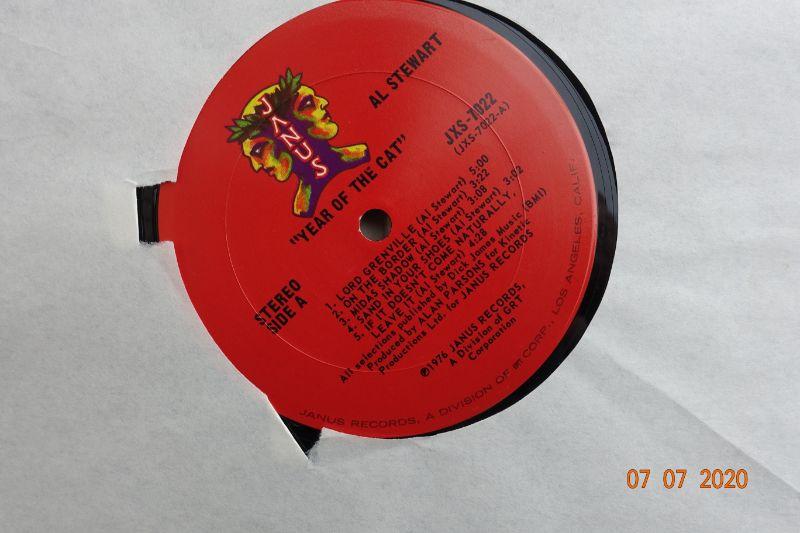 JANUS
AL STEWART
"YEAR OF THE CAT"
JXS-7022
(JXS-7022-A)
STEREO
SIDE A
1. LORD GRENVILLE (Al Stewart) 5:00
2. ON THE BORDER (Al Stewart) 3:22
3. MIDAS SHADOW (Al Stewart) 3:08
4. SAND IN YOUR SHOES (Al Stewart) 3:02
5. IF IT DOESN'T COME NATURALLY,
LEAVE IT (Al Stewart) 4:28
All selections published by Dick James Music (BMI)
Produced by ALAN PARSONS for Kinetic
Productions Ltd. for JANUS RECORDS
℗1976 JANUS RECORDS,
A Division of GRT
Corporation
JANUS RECORDS, A DIVISION OF GRT CORP., LOS ANGELES, CALIF.
07 07 2020